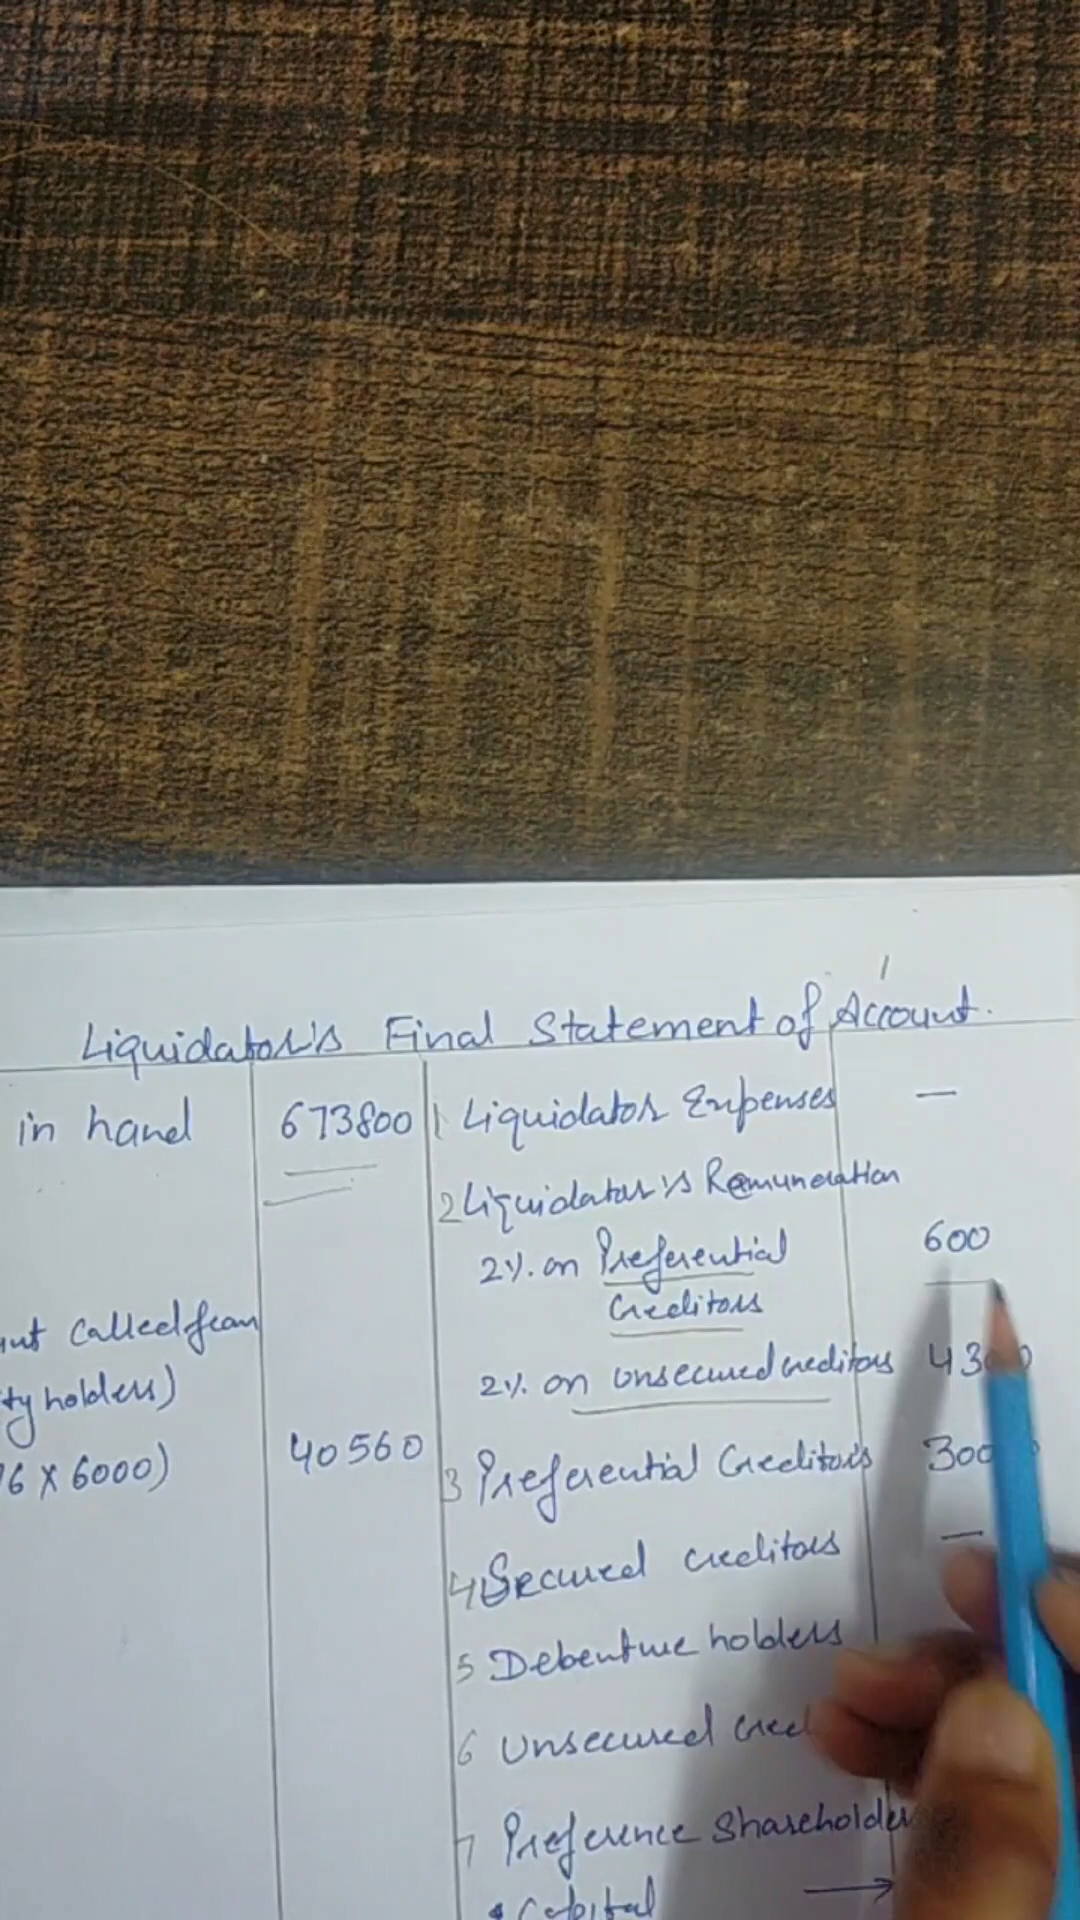 Liquidator's Final Statement of Account.
in hand 673800 1 Liquidator Expenses —
2 Liquidator's Remuneration
2% on Preferential 600
Creditors
called from
2% on unsecured creditors
holders)
6 x 6000) 40560
3 Preferential Creditors
4 Secured creditors —
5 Debenture holders
6 Unsecured
7 Preference Shareholder
Capital →